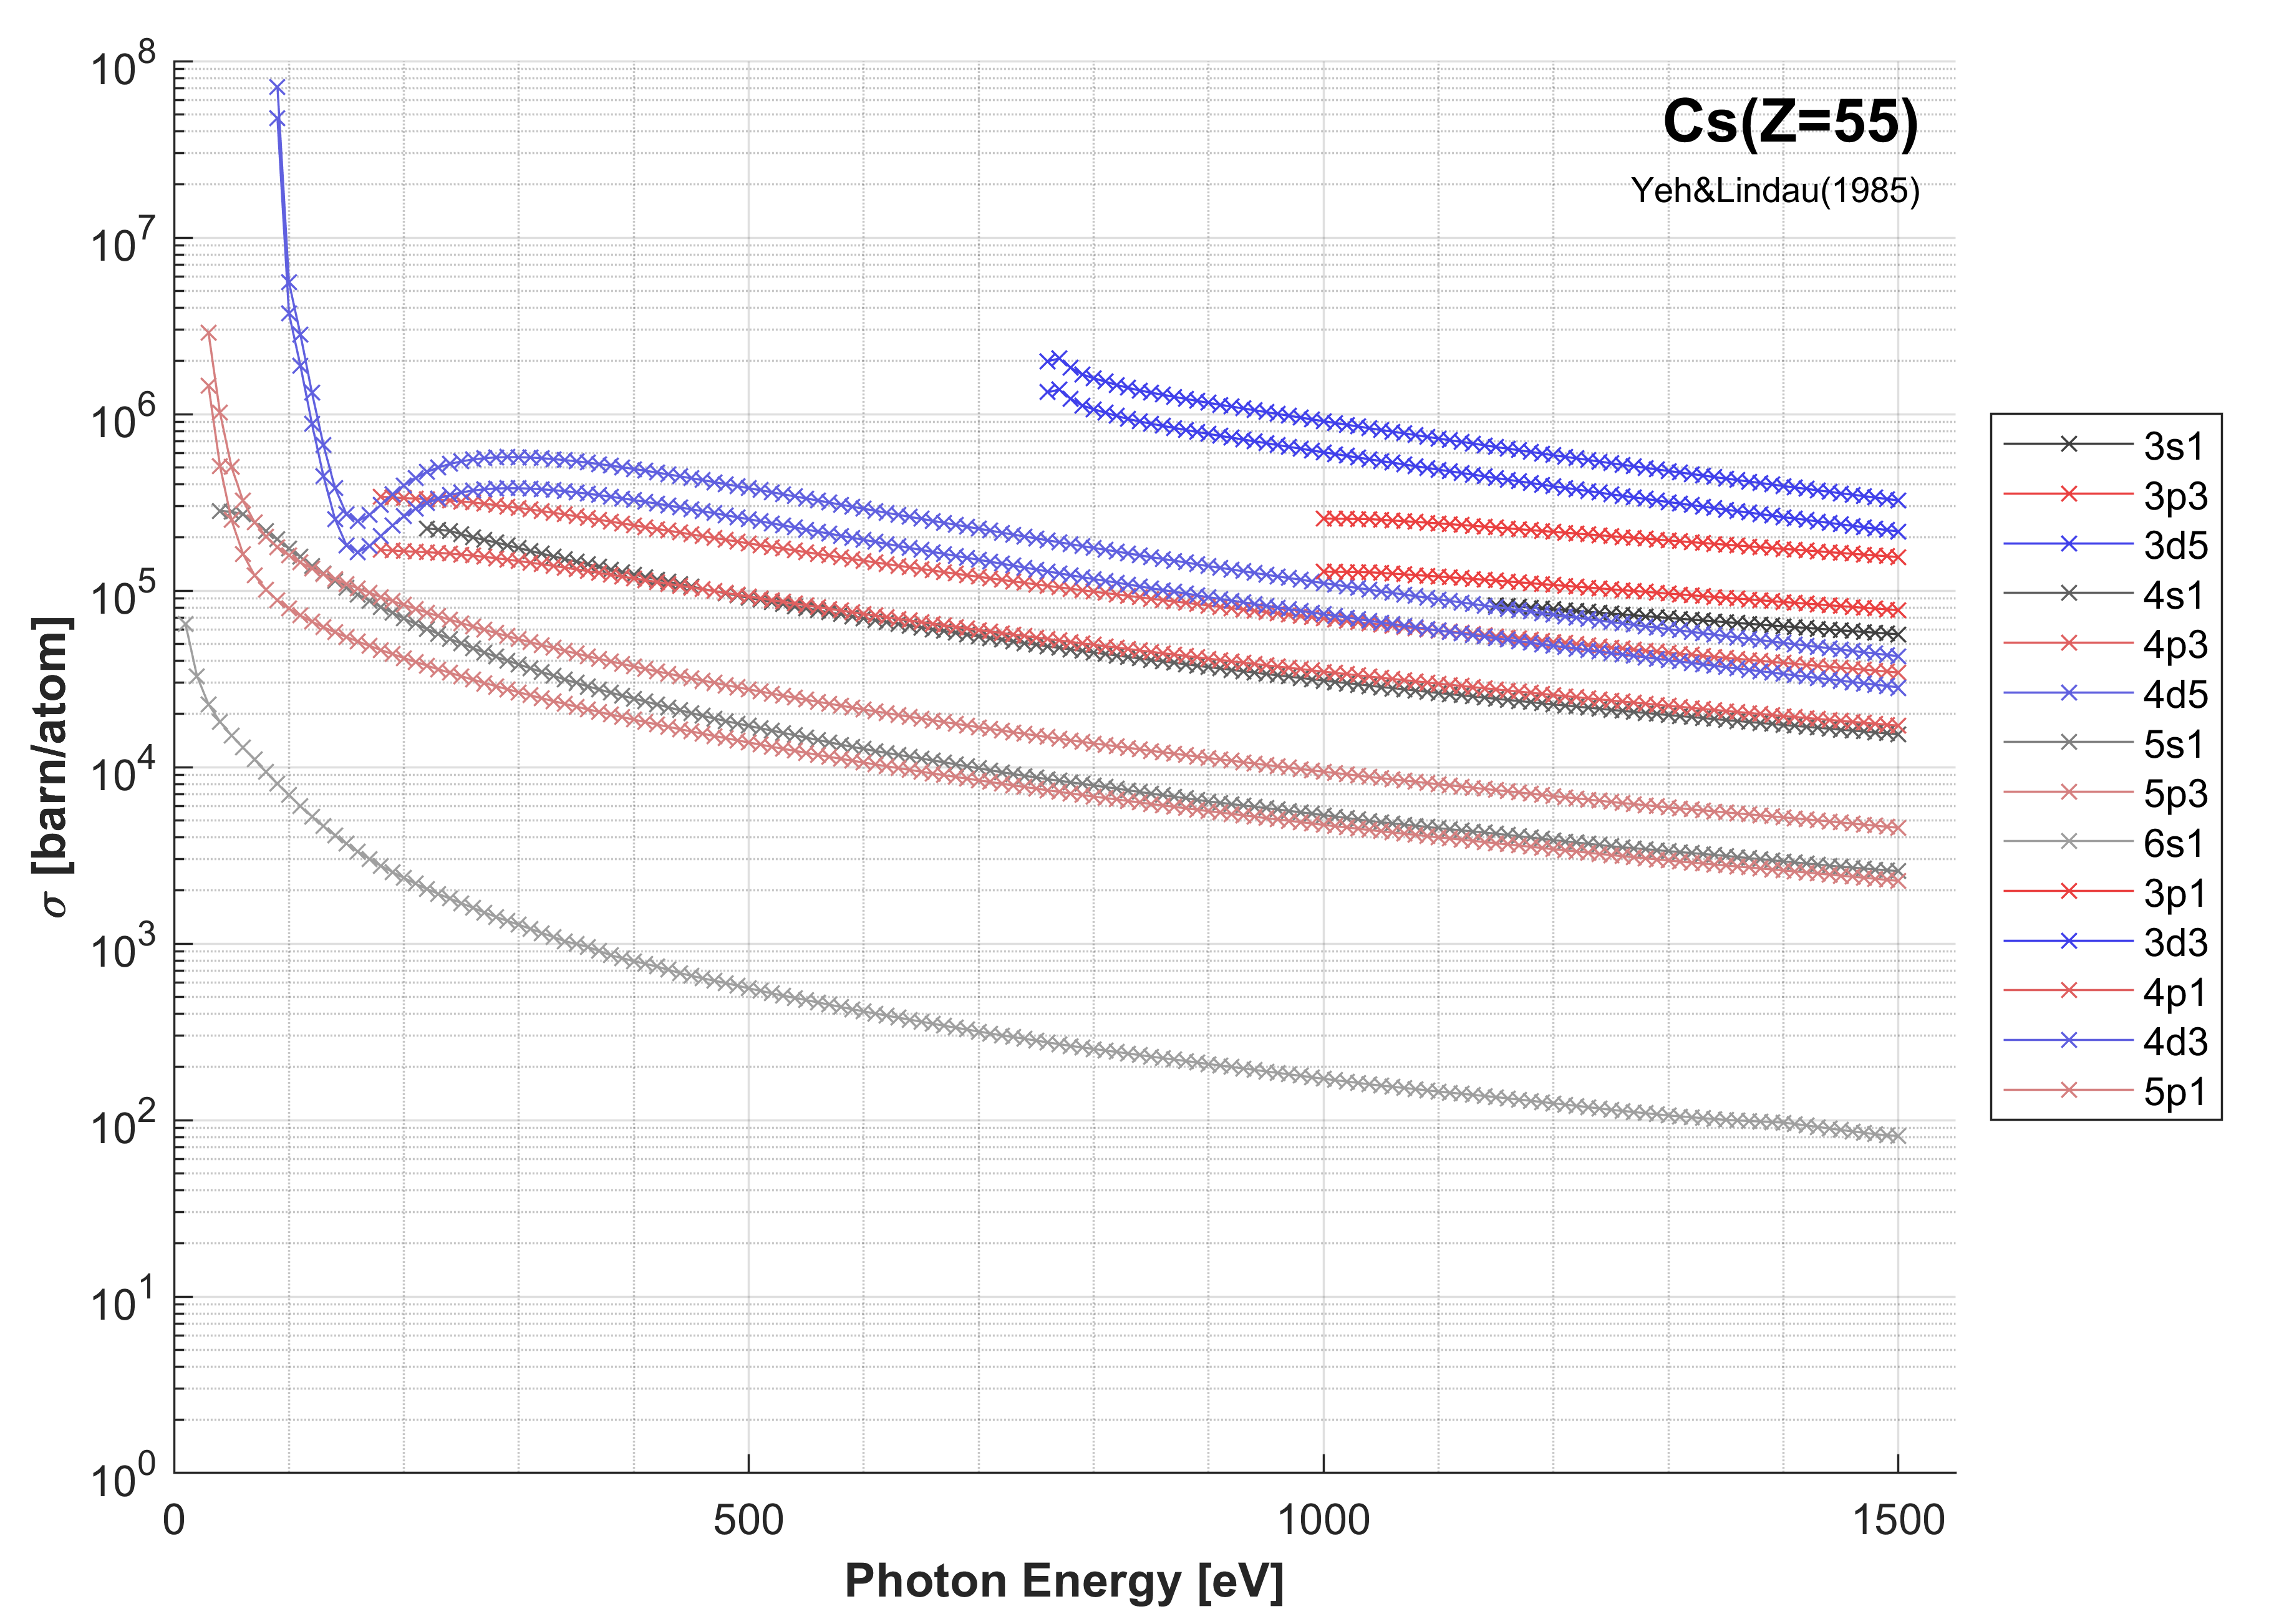 Cs(Z=55)
Yeh&Lindau(1985)
σ [barn/atom]
10^8
10^7
10^6
10^5
10^4
10^3
10^2
10^1
10^0
0 500 1000 1500
Photon Energy [eV]
3s1
3p3
3d5
4s1
4p3
4d5
5s1
5p3
6s1
3p1
3d3
4p1
4d3
5p1